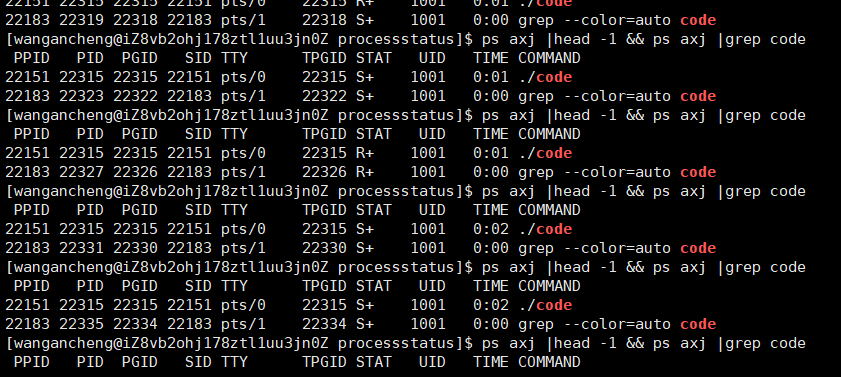 22151 22315 22315 22151 pts/0 22315 R+ 1001 0:01 ./code
22183 22319 22318 22183 pts/1 22318 S+ 1001 0:00 grep --color=auto code
[wangancheng@iZ8vb2ohj178ztl1uu3jn0Z processstatus]$ ps axj |head -1 && ps axj |grep code
PPID PID PGID SID TTY TPGID STAT UID TIME COMMAND
22151 22315 22315 22151 pts/0 22315 S+ 1001 0:01 ./code
22183 22323 22322 22183 pts/1 22322 S+ 1001 0:00 grep --color=auto code
[wangancheng@iZ8vb2ohj178ztl1uu3jn0Z processstatus]$ ps axj |head -1 && ps axj |grep code
PPID PID PGID SID TTY TPGID STAT UID TIME COMMAND
22151 22315 22315 22151 pts/0 22315 R+ 1001 0:01 ./code
22183 22327 22326 22183 pts/1 22326 R+ 1001 0:00 grep --color=auto code
[wangancheng@iZ8vb2ohj178ztl1uu3jn0Z processstatus]$ ps axj |head -1 && ps axj |grep code
PPID PID PGID SID TTY TPGID STAT UID TIME COMMAND
22151 22315 22315 22151 pts/0 22315 S+ 1001 0:02 ./code
22183 22331 22330 22183 pts/1 22330 S+ 1001 0:00 grep --color=auto code
[wangancheng@iZ8vb2ohj178ztl1uu3jn0Z processstatus]$ ps axj |head -1 && ps axj |grep code
PPID PID PGID SID TTY TPGID STAT UID TIME COMMAND
22151 22315 22315 22151 pts/0 22315 S+ 1001 0:02 ./code
22183 22335 22334 22183 pts/1 22334 S+ 1001 0:00 grep --color=auto code
[wangancheng@iZ8vb2ohj178ztl1uu3jn0Z processstatus]$ ps axj |head -1 && ps axj |grep code
PPID PID PGID SID TTY TPGID STAT UID TIME COMMAND